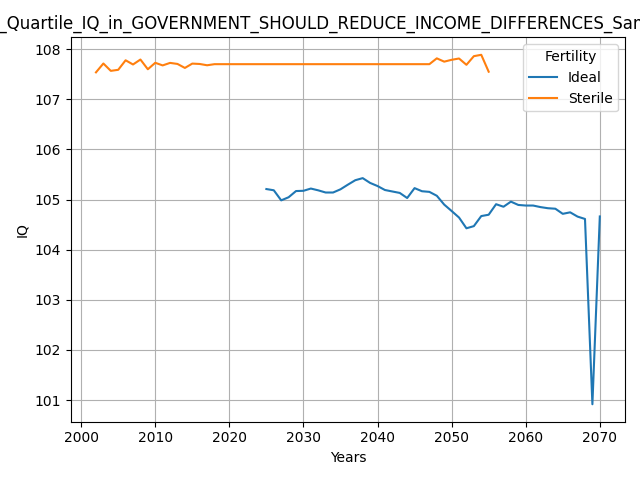 _Quartile_IQ_in_GOVERNMENT_SHOULD_REDUCE_INCOME_DIFFERENCES_Sam
Fertility
Ideal
Sterile
108
107
106
105
104
103
102
101
IQ
2000 2010 2020 2030 2040 2050 2060 2070
Years